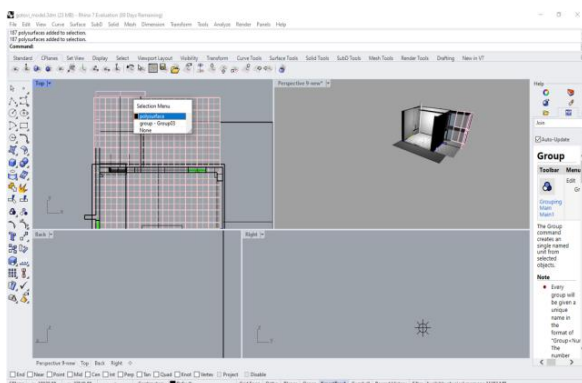 187 polysurfaces added to selection.
187 polysurfaces added to selection.
Command:
File Edit View Curve Surface SubD Solid Mesh Dimension Transform Tools Analyze Render Panels Help
Standard CPlanes Set View Display Select Viewport Layout Visibility Transform Curve Tools Surface Tools Solid Tools SubD Tools Mesh Tools Render Tools Drafting New in V7
Top
Perspective
Selection Menu
polysurface
group - Group05
None
Back
Right
Help
Join
Auto-Update
Group
Toolbar Menu
Edit
Grouping
Main
Main1
The Group
command
creates an
single named
unit from
selected
objects.
Note
Every
group will
be given a
unique
name in
the
format of
"Group+Nur
The
number
Top Back Right
End Near Point Mid Cen Int Perp Tan Quad Knot Vertex Project Disable